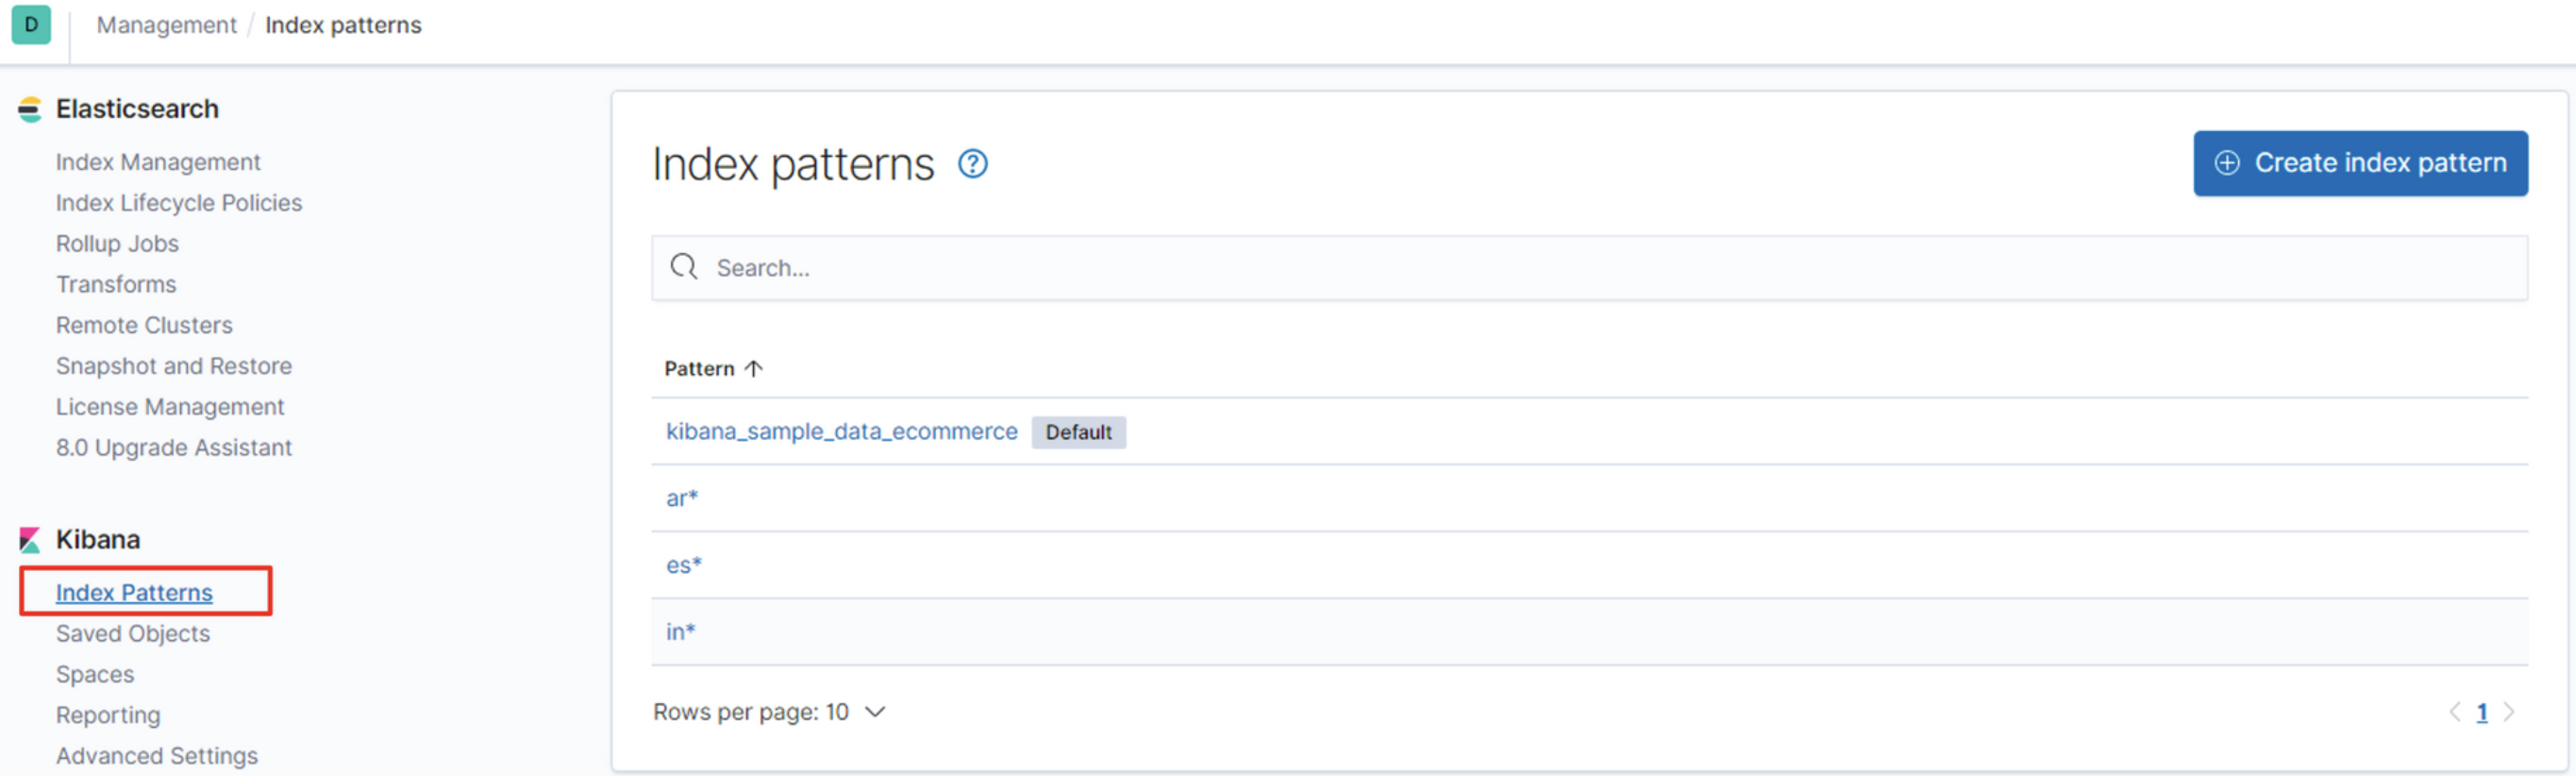 D
Management / Index patterns
Elasticsearch
Index Management
Index Lifecycle Policies
Rollup Jobs
Transforms
Remote Clusters
Snapshot and Restore
License Management
8.0 Upgrade Assistant
Kibana
Index Patterns
Saved Objects
Spaces
Reporting
Advanced Settings
Index patterns ?
Create index pattern
Search...
Pattern ↑
kibana_sample_data_ecommerce Default
ar*
es*
in*
Rows per page: 10
< 1 >